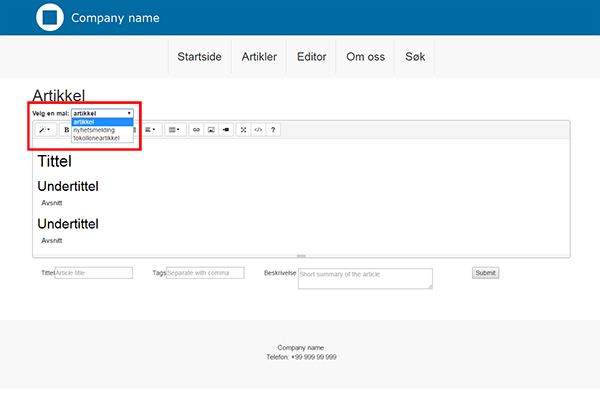 Company name
Startside Artikler Editor Om oss Søk
Artikkel
Velg en mal: artikkel
artikkel
nyhetsmelding
tokolloneartikkel
B </> ?
Tittel
Undertittel
Avsnitt
Undertittel
Avsnitt
Tittel Article title Tags Separate with comma Beskrivelse Short summary of the article Submit
Company name
Telefon: +99 999 99 999